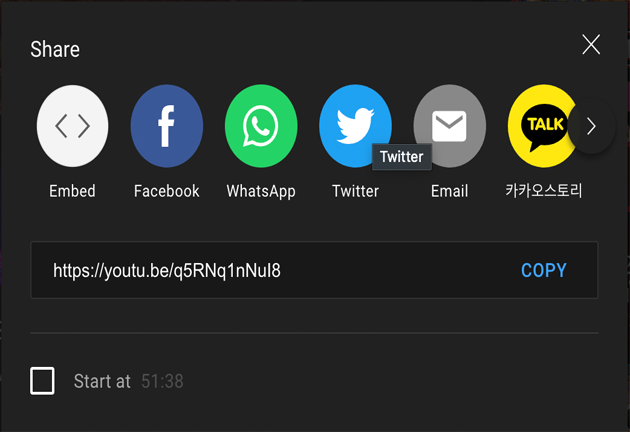 Share
TALK
Twitter
Embed Facebook WhatsApp Twitter Email 카카오스토리
https://youtu.be/q5RNq1nNuI8 COPY
Start at 51:38